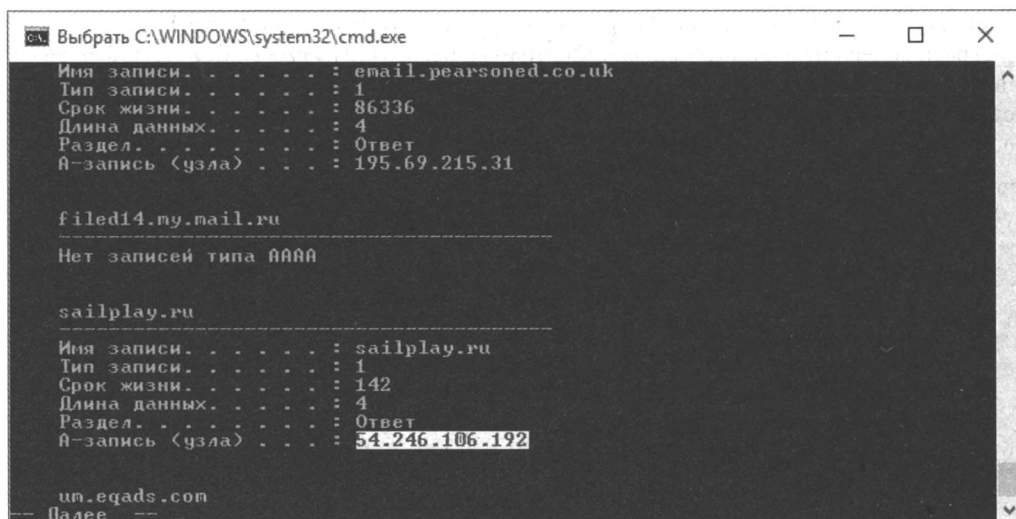 Выбрать C:\WINDOWS\system32\cmd.exe
Имя записи. . . . . . : email.pearsoned.co.uk
Тип записи. . . . . . : 1
Срок жизни. . . . . . : 86336
Длина данных. . . . . : 4
Раздел. . . . . . . . : Ответ
А-запись (узла) . . . : 195.69.215.31
filed14.my.mail.ru
----------------------------------------
Нет записей типа AAAA
sailplay.ru
----------------------------------------
Имя записи. . . . . . : sailplay.ru
Тип записи. . . . . . : 1
Срок жизни. . . . . . : 142
Длина данных. . . . . : 4
Раздел. . . . . . . . : Ответ
А-запись (узла) . . . : 54.246.106.192
um.eqads.com
-- Далее --